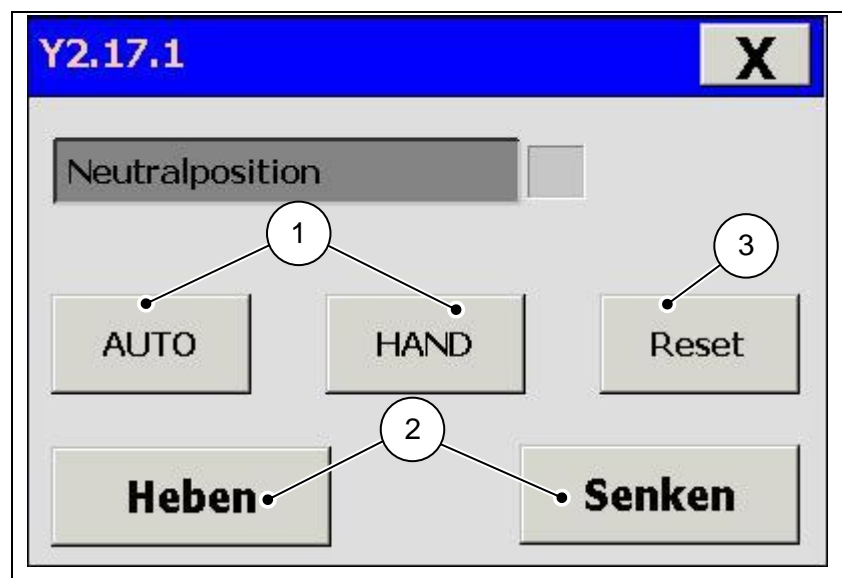 Y2.17.1 X
Neutralposition
1
3
AUTO HAND Reset
2
Heben Senken